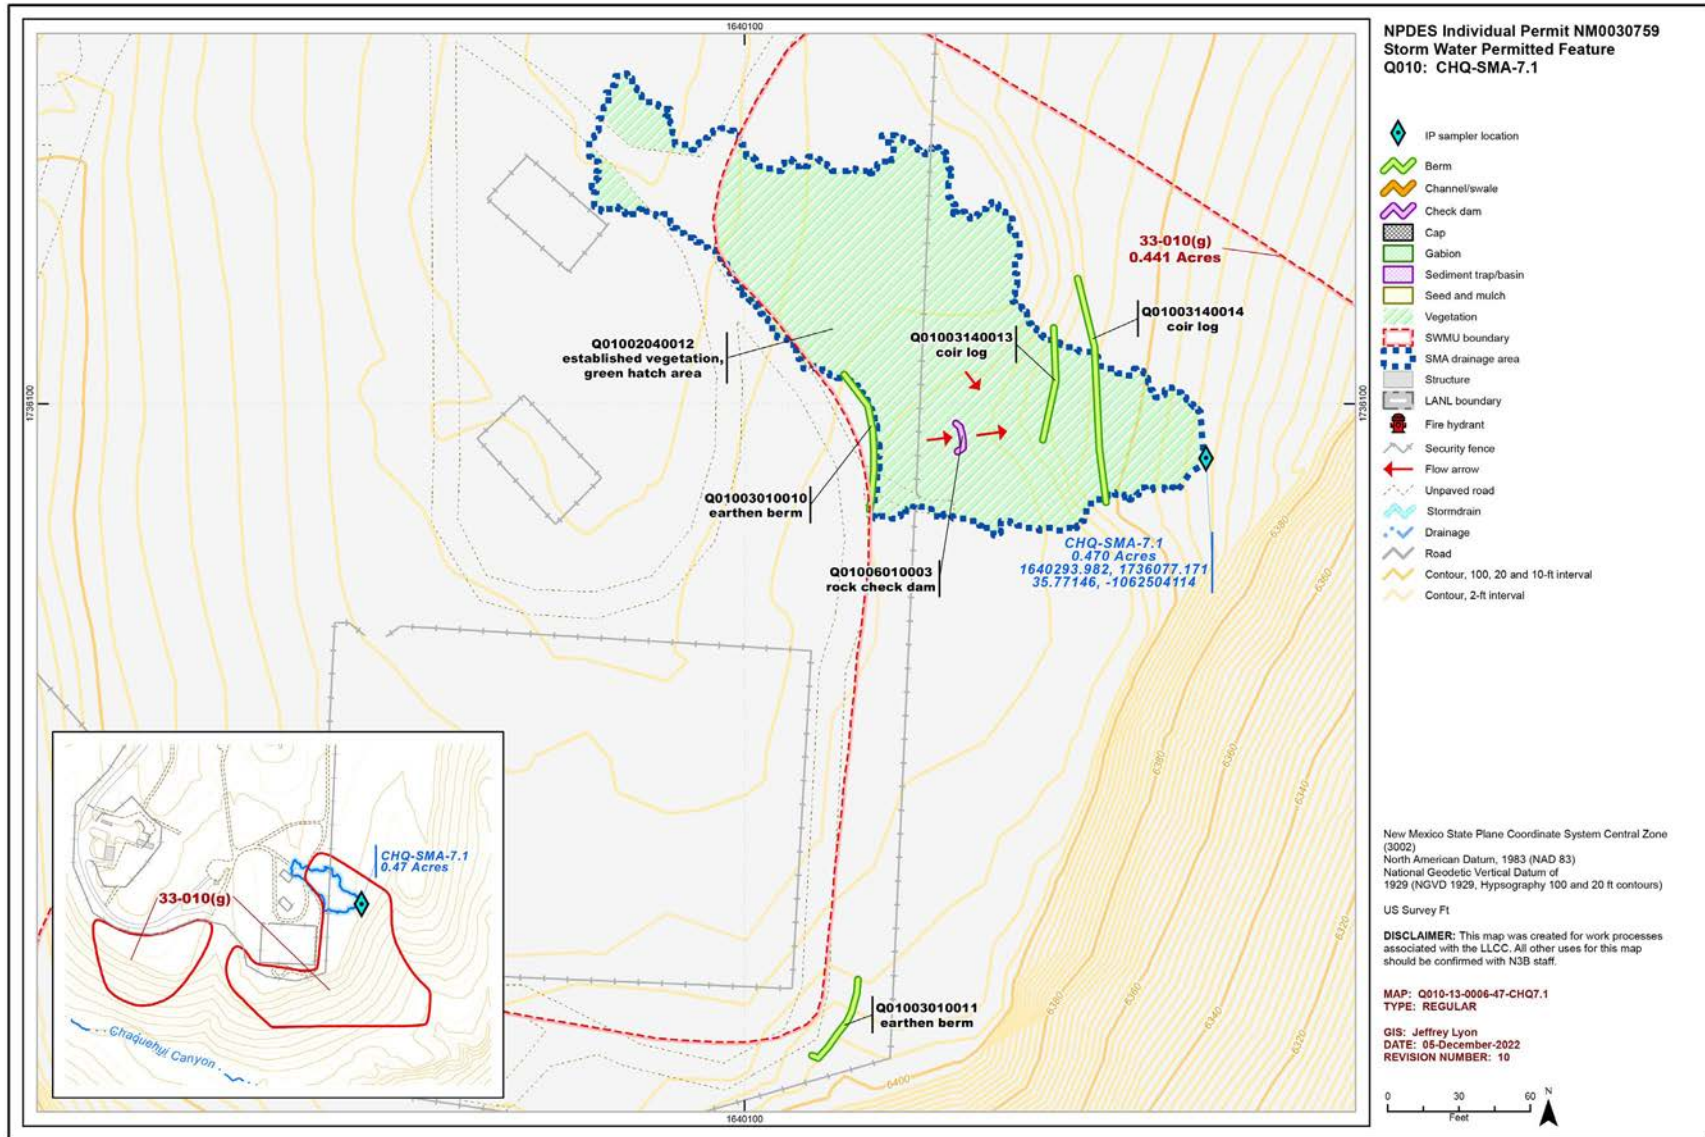 NPDES Individual Permit NM0030759
Storm Water Permitted Feature
Q010: CHQ-SMA-7.1
IP sampler location
Berm
Channel/swale
Check dam
Cap
Gabion
Sediment trap/basin
Seed and mulch
Vegetation
SWMU boundary
SMA drainage area
Structure
LANL boundary
Fire hydrant
Security fence
Flow arrow
Unpaved road
Stormdrain
Drainage
Road
Contour, 100, 20 and 10-ft interval
Contour, 2-ft interval
New Mexico State Plane Coordinate System Central Zone
(3002)
North American Datum, 1983 (NAD 83)
National Geodetic Vertical Datum of
1929 (NGVD 1929, Hypsography 100 and 20 ft contours)
US Survey Ft
DISCLAIMER: This map was created for work processes
associated with the LLCC. All other uses for this map
should be confirmed with N3B staff.
MAP: Q010-13-0006-47-CHQ7.1
TYPE: REGULAR
GIS: Jeffrey Lyon
DATE: 05-December-2022
REVISION NUMBER: 10
0 30 60
Feet
N
1640100
1736100
1736100
1640100
33-010(g)
0.441 Acres
Q01003140014
coir log
Q01003140013
coir log
Q01002040012
established vegetation,
green hatch area
Q01003010010
earthen berm
Q01006010003
rock check dam
CHQ-SMA-7.1
0.470 Acres
1640293.982, 1736077.171
35.77146, -1062504114
Q01003010011
earthen berm
6380
6360
6380
6360
6340
6320
6380
6360
6340
6320
6400
CHQ-SMA-7.1
0.47 Acres
33-010(g)
Chaquehui Canyon